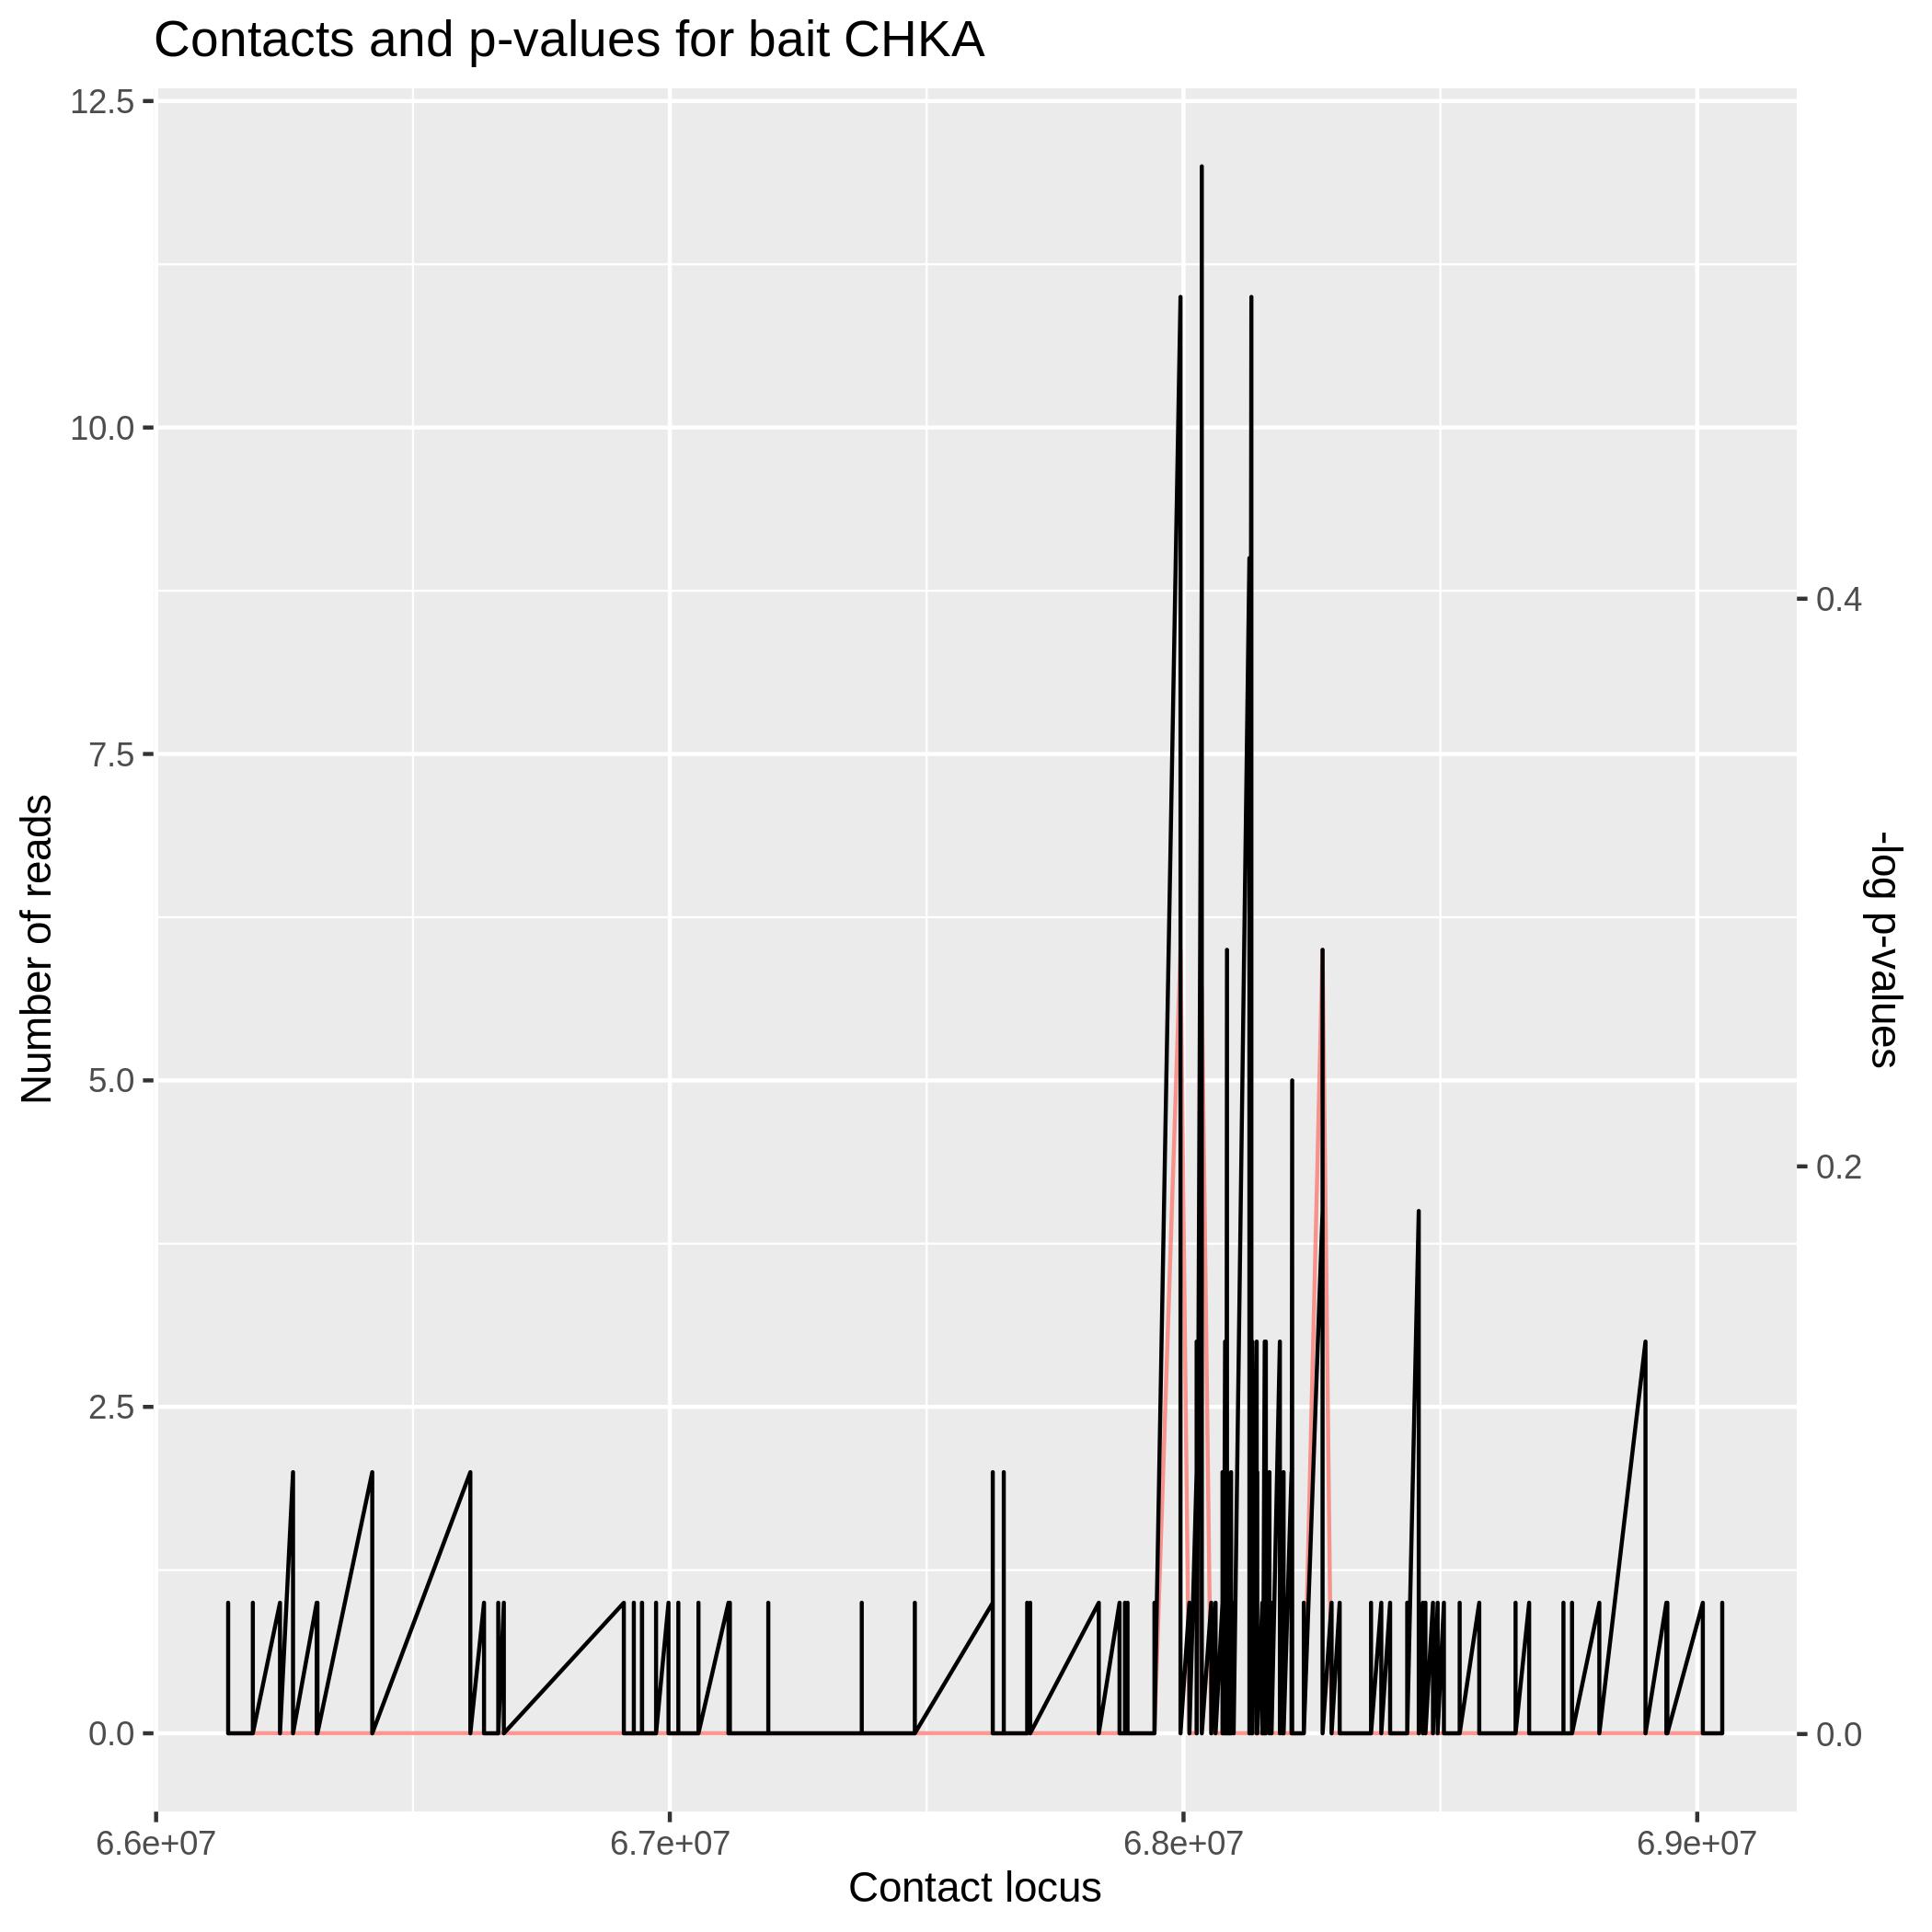 Contacts and p-values for bait CHKA
12.5
10.0
7.5
5.0
2.5
0.0
Number of reads
0.4
0.2
0.0
-log p-values
6.6e+07
6.7e+07
6.8e+07
6.9e+07
Contact locus